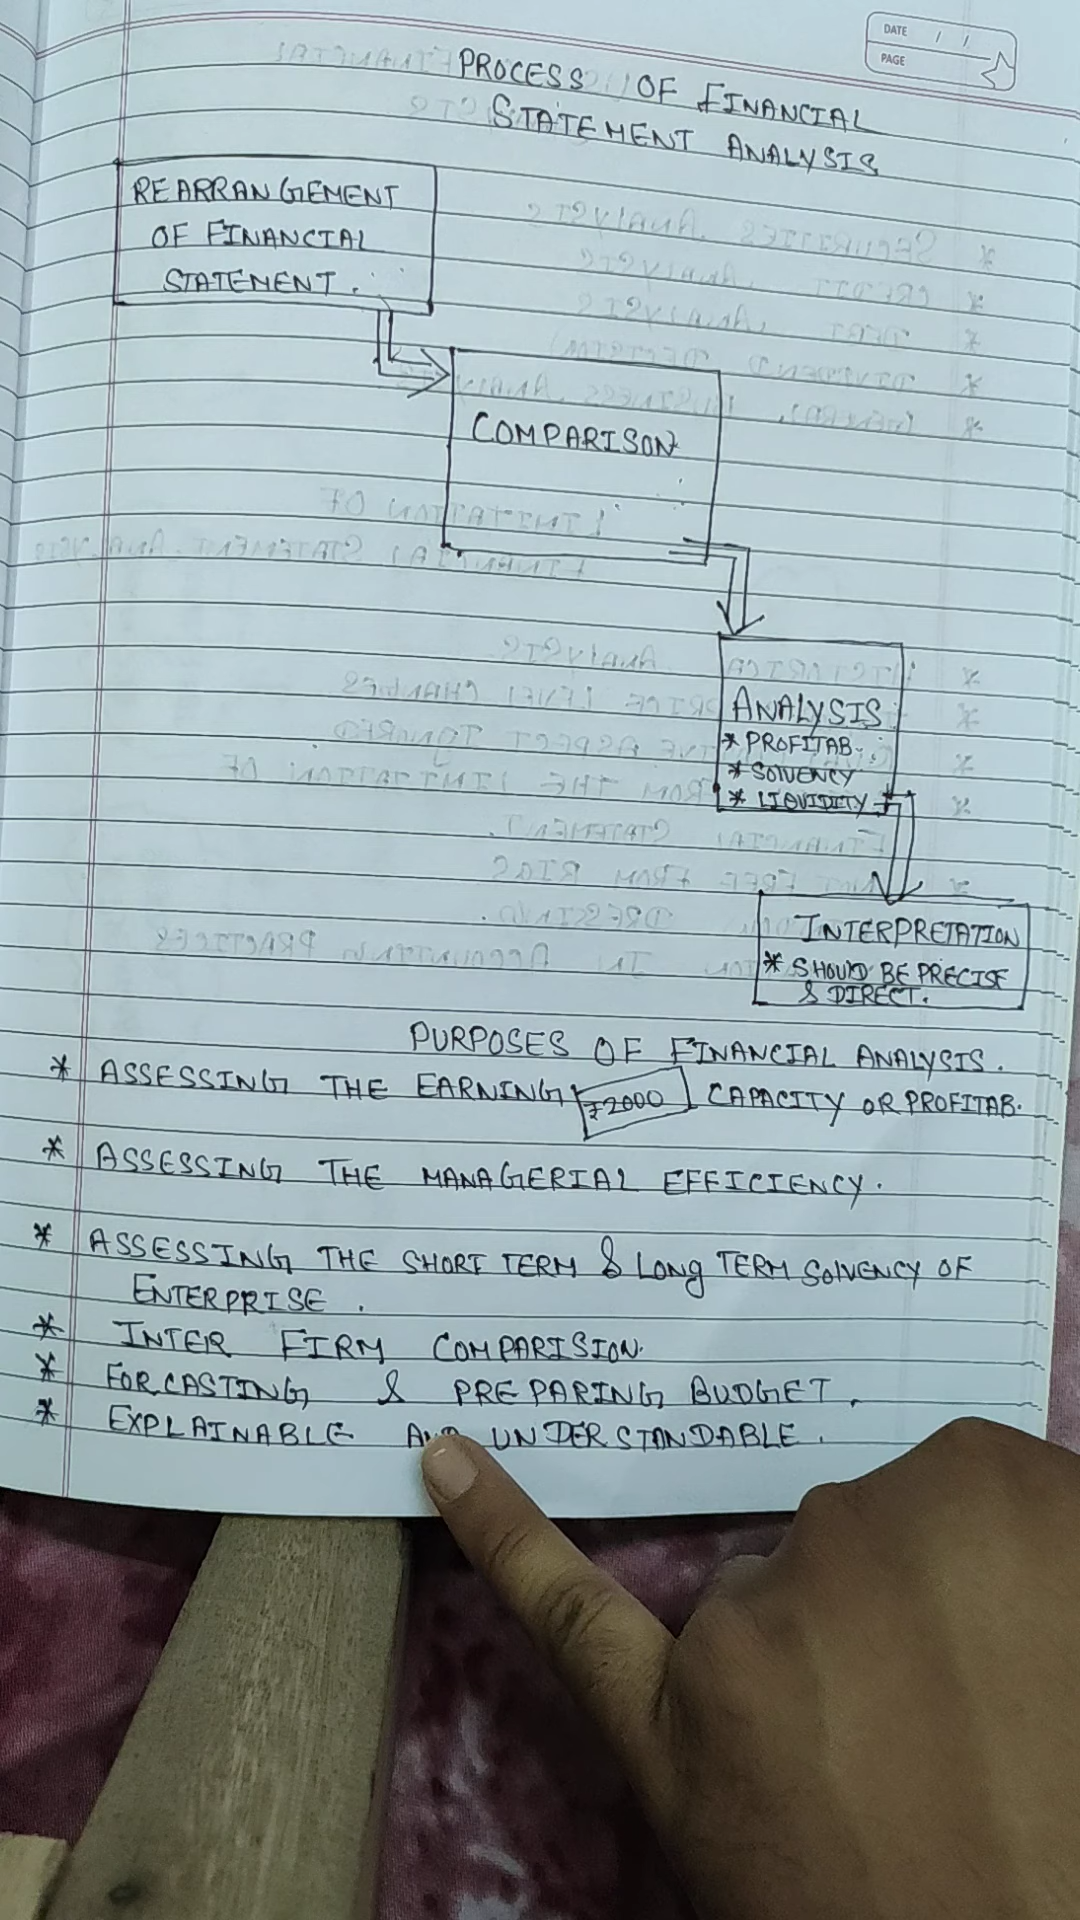 DATE / /
PAGE
PROCESS OF FINANCIAL
STATEMENT ANALYSIS
REARRANGEMENT
OF FINANCIAL
STATEMENT.
COMPARISON
ANALYSIS
* PROFITAB.
* SOLVENCY
* LIQUIDITY
INTERPRETATION
* SHOULD BE PRECISE
& DIRECT.
PURPOSES OF FINANCIAL ANALYSIS.
* ASSESSING THE EARNING ₹2000 CAPACITY OR PROFITAB.
* ASSESSING THE MANAGERIAL EFFICIENCY.
* ASSESSING THE SHORT TERM & LONG TERM SOLVENCY OF
ENTERPRISE.
* INTER FIRM COMPARISION.
* FORCASTING & PREPARING BUDGET.
* EXPLAINABLE AND UNDERSTANDABLE.